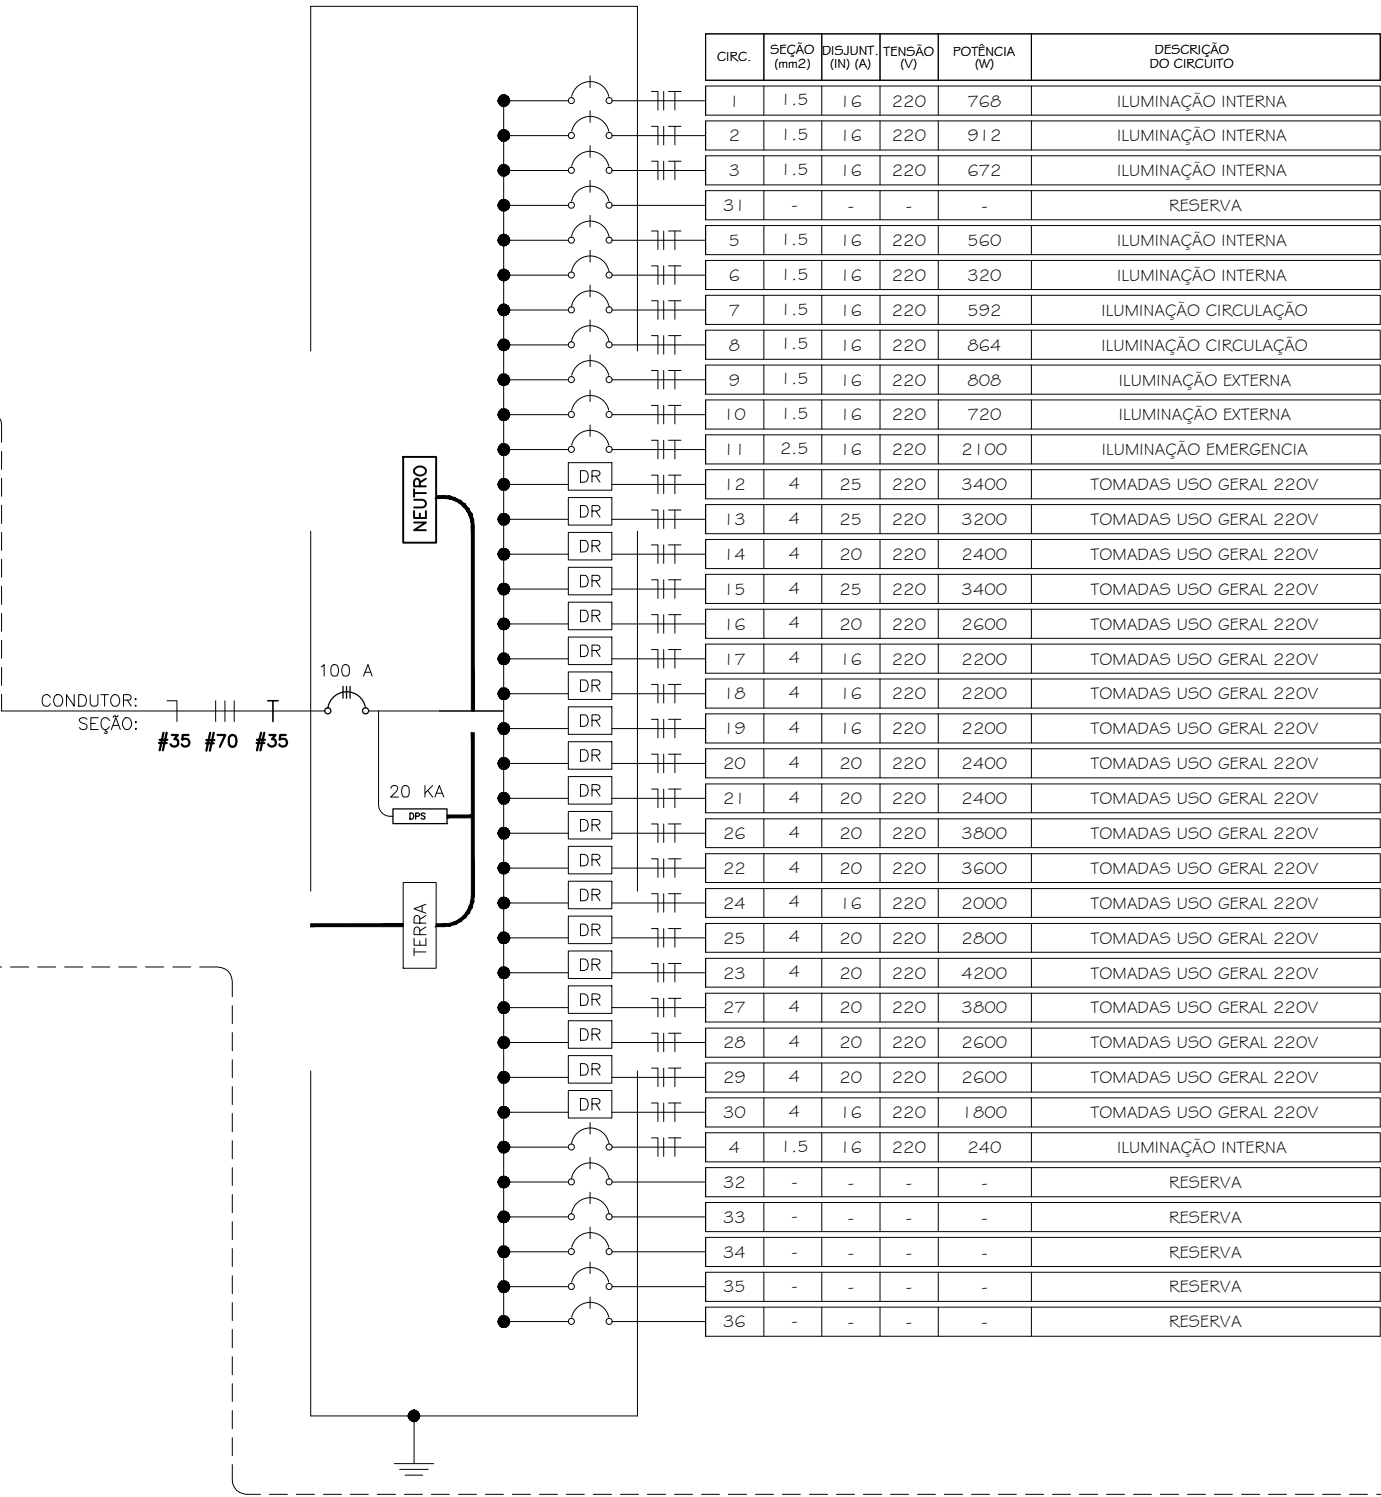 CIRC. SEÇÃO (mm2) DISJUNT. (IN) (A) TENSÃO (V) POTÊNCIA (W) DESCRIÇÃO DO CIRCUITO
1 1.5 16 220 768 ILUMINAÇÃO INTERNA
2 1.5 16 220 912 ILUMINAÇÃO INTERNA
3 1.5 16 220 672 ILUMINAÇÃO INTERNA
31 - - - - RESERVA
5 1.5 16 220 560 ILUMINAÇÃO INTERNA
6 1.5 16 220 320 ILUMINAÇÃO INTERNA
7 1.5 16 220 592 ILUMINAÇÃO CIRCULAÇÃO
8 1.5 16 220 864 ILUMINAÇÃO CIRCULAÇÃO
9 1.5 16 220 808 ILUMINAÇÃO EXTERNA
10 1.5 16 220 720 ILUMINAÇÃO EXTERNA
11 2.5 16 220 2100 ILUMINAÇÃO EMERGENCIA
DR 12 4 25 220 3400 TOMADAS USO GERAL 220V
DR 13 4 25 220 3200 TOMADAS USO GERAL 220V
DR 14 4 20 220 2400 TOMADAS USO GERAL 220V
DR 15 4 25 220 3400 TOMADAS USO GERAL 220V
DR 16 4 20 220 2600 TOMADAS USO GERAL 220V
DR 17 4 16 220 2200 TOMADAS USO GERAL 220V
DR 18 4 16 220 2200 TOMADAS USO GERAL 220V
DR 19 4 16 220 2200 TOMADAS USO GERAL 220V
DR 20 4 20 220 2400 TOMADAS USO GERAL 220V
DR 21 4 20 220 2400 TOMADAS USO GERAL 220V
DR 26 4 20 220 3800 TOMADAS USO GERAL 220V
DR 22 4 20 220 3600 TOMADAS USO GERAL 220V
DR 24 4 16 220 2000 TOMADAS USO GERAL 220V
DR 25 4 20 220 2800 TOMADAS USO GERAL 220V
DR 23 4 20 220 4200 TOMADAS USO GERAL 220V
DR 27 4 20 220 3800 TOMADAS USO GERAL 220V
DR 28 4 20 220 2600 TOMADAS USO GERAL 220V
DR 29 4 20 220 2600 TOMADAS USO GERAL 220V
DR 30 4 16 220 1800 TOMADAS USO GERAL 220V
4 1.5 16 220 240 ILUMINAÇÃO INTERNA
32 - - - - RESERVA
33 - - - - RESERVA
34 - - - - RESERVA
35 - - - - RESERVA
36 - - - - RESERVA
NEUTRO
100 A
CONDUTOR:
SEÇÃO:
#35 #70 #35
20 KA
DPS
TERRA